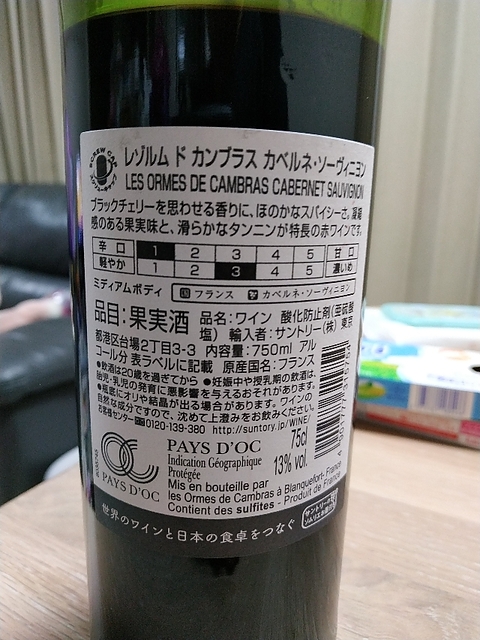 SCREW CAP
レゾルム ド カンブラス カベルネ・ソーヴィニヨン
LES ORMES DE CAMBRAS CABERNET SAUVIGNON
ブラックチェリーを思わせる香りに、ほのかなスパイシーさ。凝縮
感のある果実味と、滑らかなタンニンが特長の赤ワインです。
辛口 1 2 3 4 5 甘口
軽やか 1 2 3 4 5 濃いめ
ミディアムボディ 国 フランス カベルネ・ソーヴィニヨン
品目:果実酒 品名:ワイン 酸化防止剤(亜硫酸
塩) 輸入者:サントリー(株) 東京
都港区台場2丁目3-3 内容量:750ml アル
コール分 表ラベルに記載 原産国名:フランス
●飲酒は20歳を過ぎてから ●妊娠中や授乳期の飲酒は、
胎児・乳児の発育に悪影響を与えるおそれがあります。
●瓶底にオリや結晶が出る場合があります。ワインの
自然な成分ですので、沈めて上澄みをお飲みください。
お客様センター 0120-139-380 http://suntory.jp/WINE/
PAYS D'OC
75cl
Indication Géographique
Protégée
13% vol.
PAYS D'OC
Mis en bouteille par
les Ormes de Cambras à Blanquefort- France
Contient des sulfites - Produit de France
世界のワインと日本の食卓をつなぐ